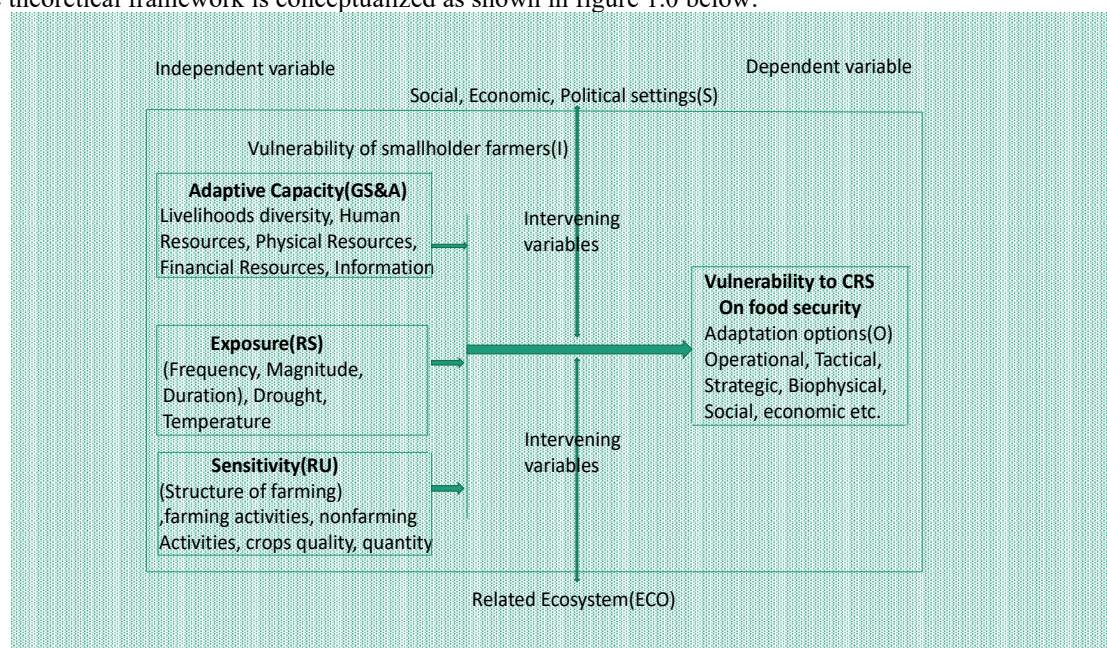 theoretical framework is conceptualized as shown in figure 1.0 below:
Independent variable
Dependent variable
Social, Economic, Political settings(S)
Vulnerability of smallholder farmers(I)
Adaptive Capacity(GS&A)
Livelihoods diversity, Human
Resources, Physical Resources,
Financial Resources, Information
Intervening
variables
Vulnerability to CRS
On food security
Adaptation options(O)
Operational, Tactical,
Strategic, Biophysical,
Social, economic etc.
Exposure(RS)
(Frequency, Magnitude,
Duration), Drought,
Temperature
Intervening
variables
Sensitivity(RU)
(Structure of farming)
,farming activities, nonfarming
Activities, crops quality, quantity
Related Ecosystem(ECO)